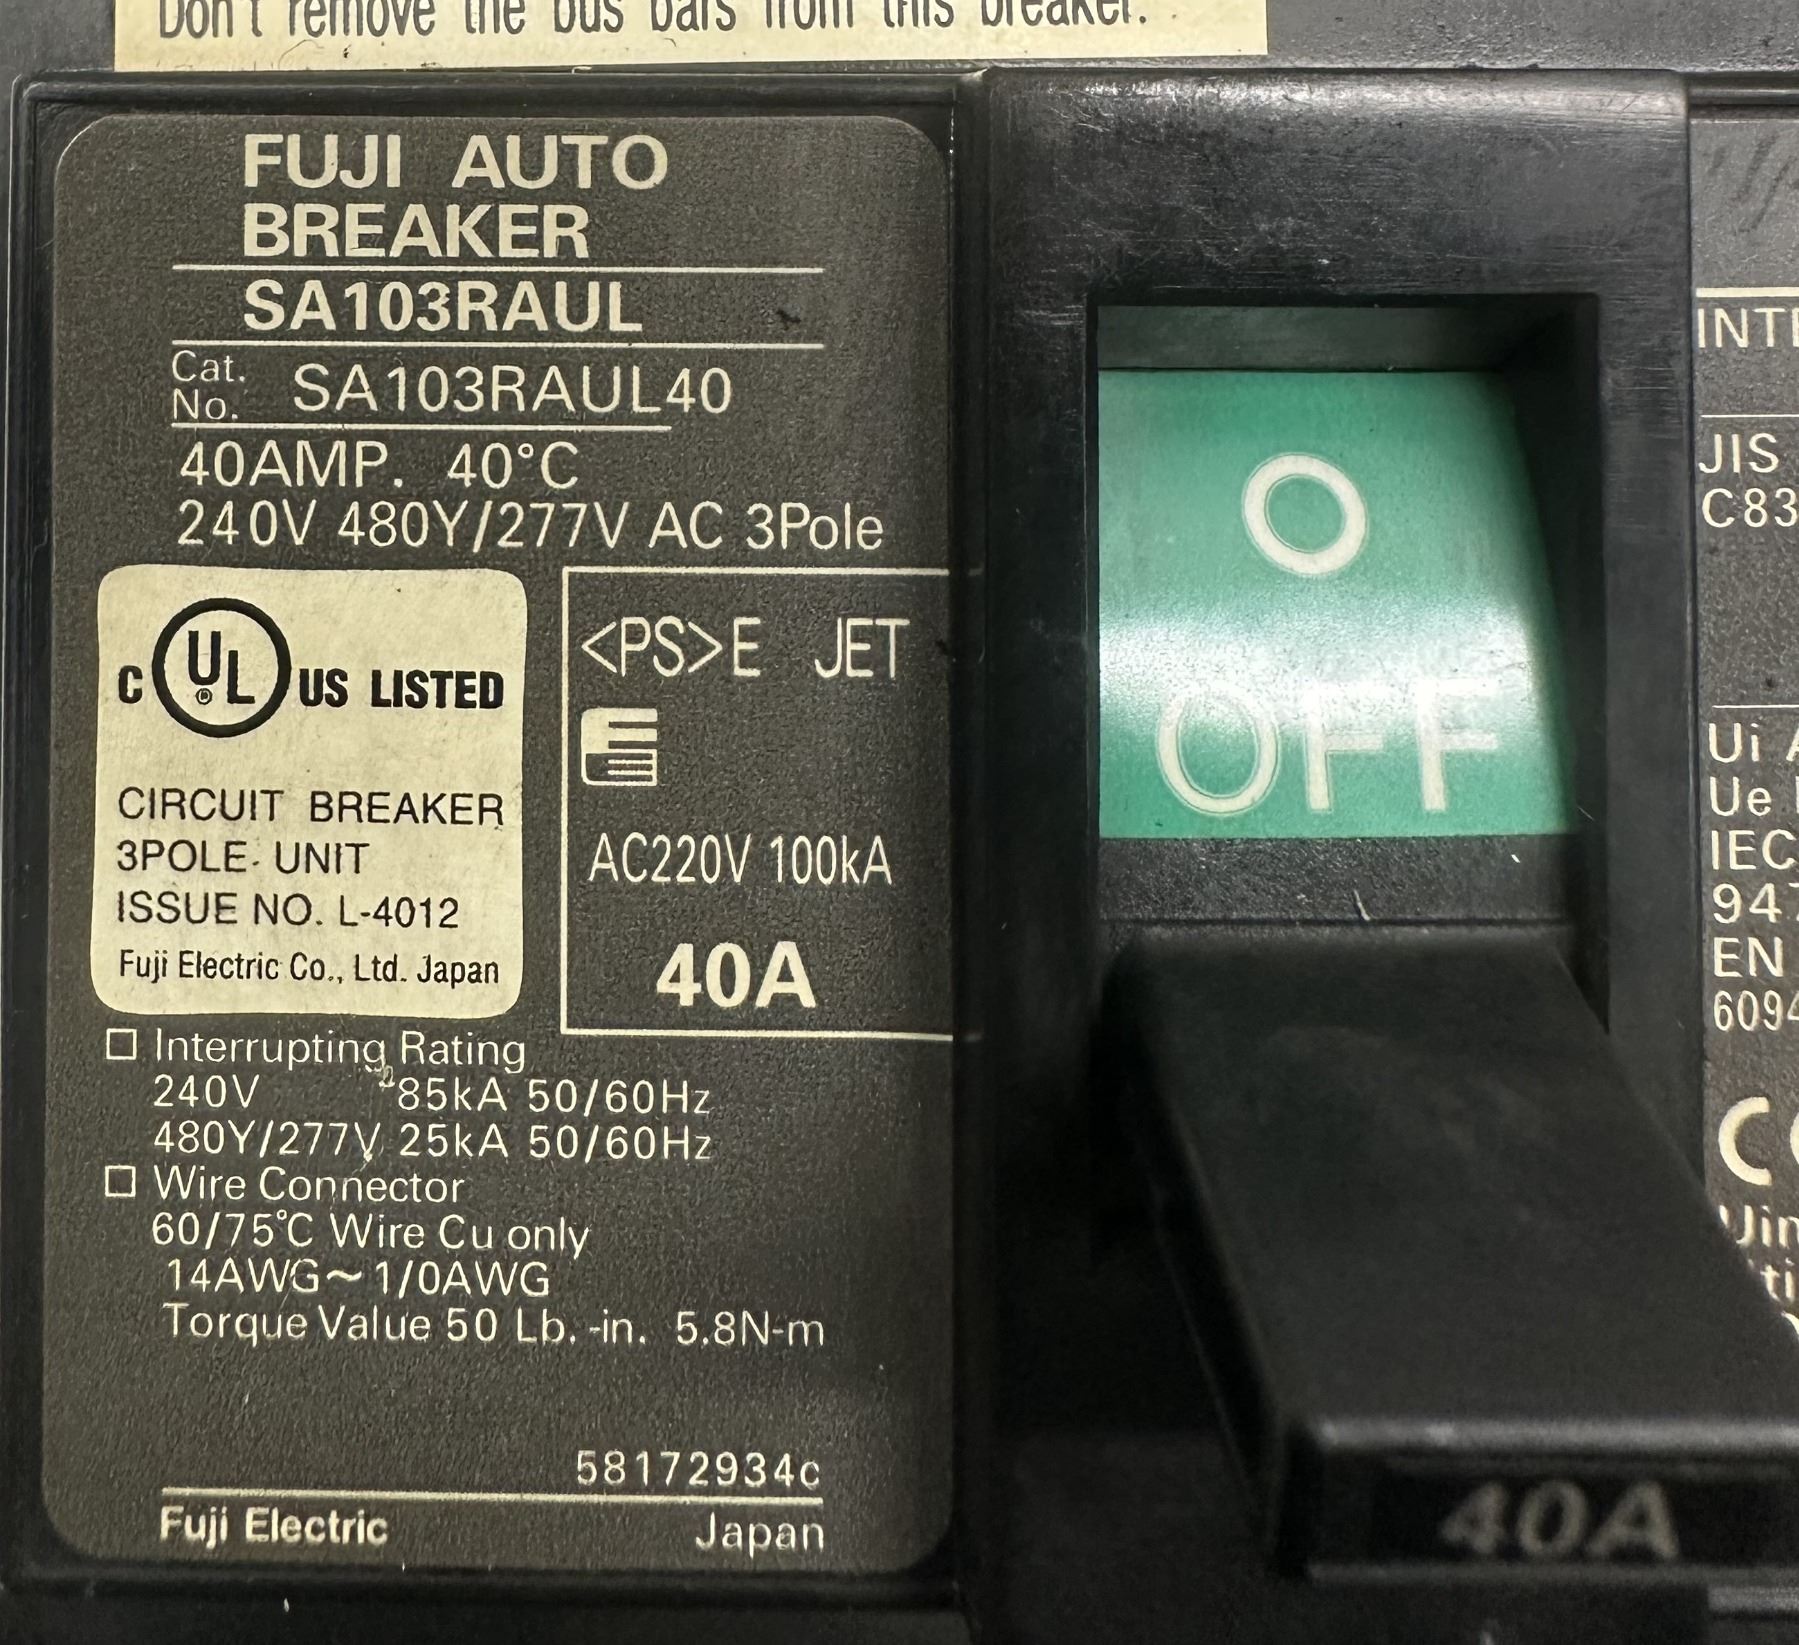 Don't remove the bus bars from this breaker.
FUJI AUTO
BREAKER
SA103RAUL
Cat. No. SA103RAUL40
40AMP. 40°C
240V 480Y/277V AC 3Pole
C UL ® US LISTED
CIRCUIT BREAKER
3POLE UNIT
ISSUE NO. L-4012
Fuji Electric Co., Ltd. Japan
<PS>E JET
AC220V 100kA
40A
□ Interrupting Rating
240V 85kA 50/60Hz
480Y/277V 25kA 50/60Hz
□ Wire Connector
60/75°C Wire Cu only
14AWG~1/0AWG
Torque Value 50 Lb.-in. 5.8N-m
58172934c
Fuji Electric Japan
O
OFF
40A
JIS
C83
Ui
Ue
IEC
947
EN
6094